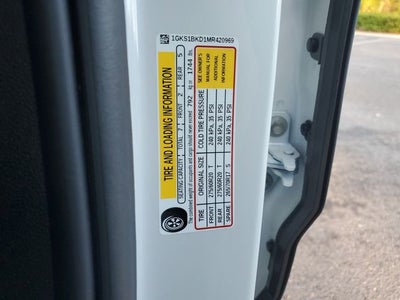 1GKS1BKD1MR420969
TIRE AND LOADING INFORMATION
SEATING CAPACITY TOTAL 7 FRONT 2 REAR 5
The combined weight of occupants and cargo should never exceed 792 kg or 1744 lbs.
TIRE ORIGINAL SIZE COLD TIRE PRESSURE
FRONT 275/60R20 T 240 kPa, 35 PSI
REAR 275/60R20 T 240 kPa, 35 PSI
SPARE 265/70R17 S 240 kPa, 35 PSI
SEE OWNER'S
MANUAL FOR
ADDITIONAL
INFORMATION